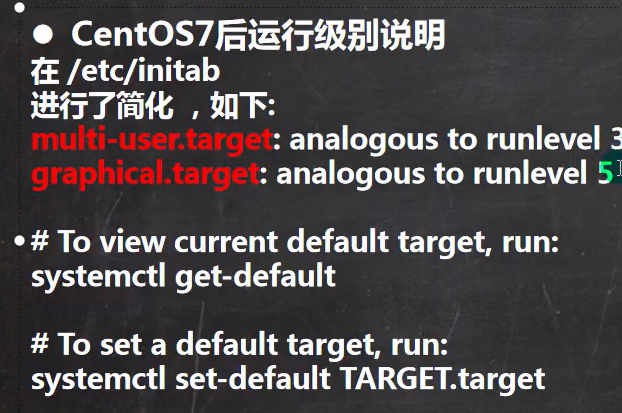 ● CentOS7后运行级别说明
在 /etc/initab
进行了简化 ，如下:
multi-user.target: analogous to runlevel 3
graphical.target: analogous to runlevel 5
# To view current default target, run:
systemctl get-default
# To set a default target, run:
systemctl set-default TARGET.target